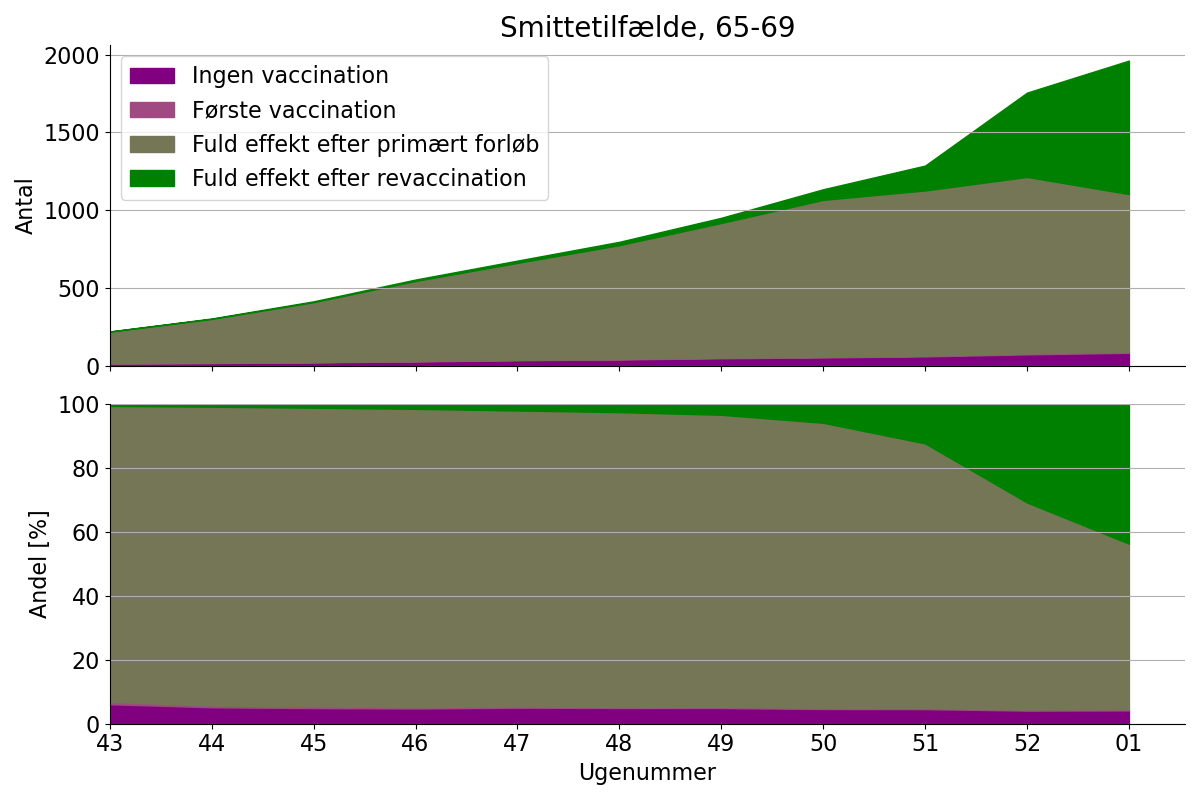 Smittetilfælde, 65-69
2000
1500
1000
500
0
Antal
Ingen vaccination
Første vaccination
Fuld effekt efter primært forløb
Fuld effekt efter revaccination
100
80
60
40
20
0
Andel [%]
43 44 45 46 47 48 49 50 51 52 01
Ugenummer